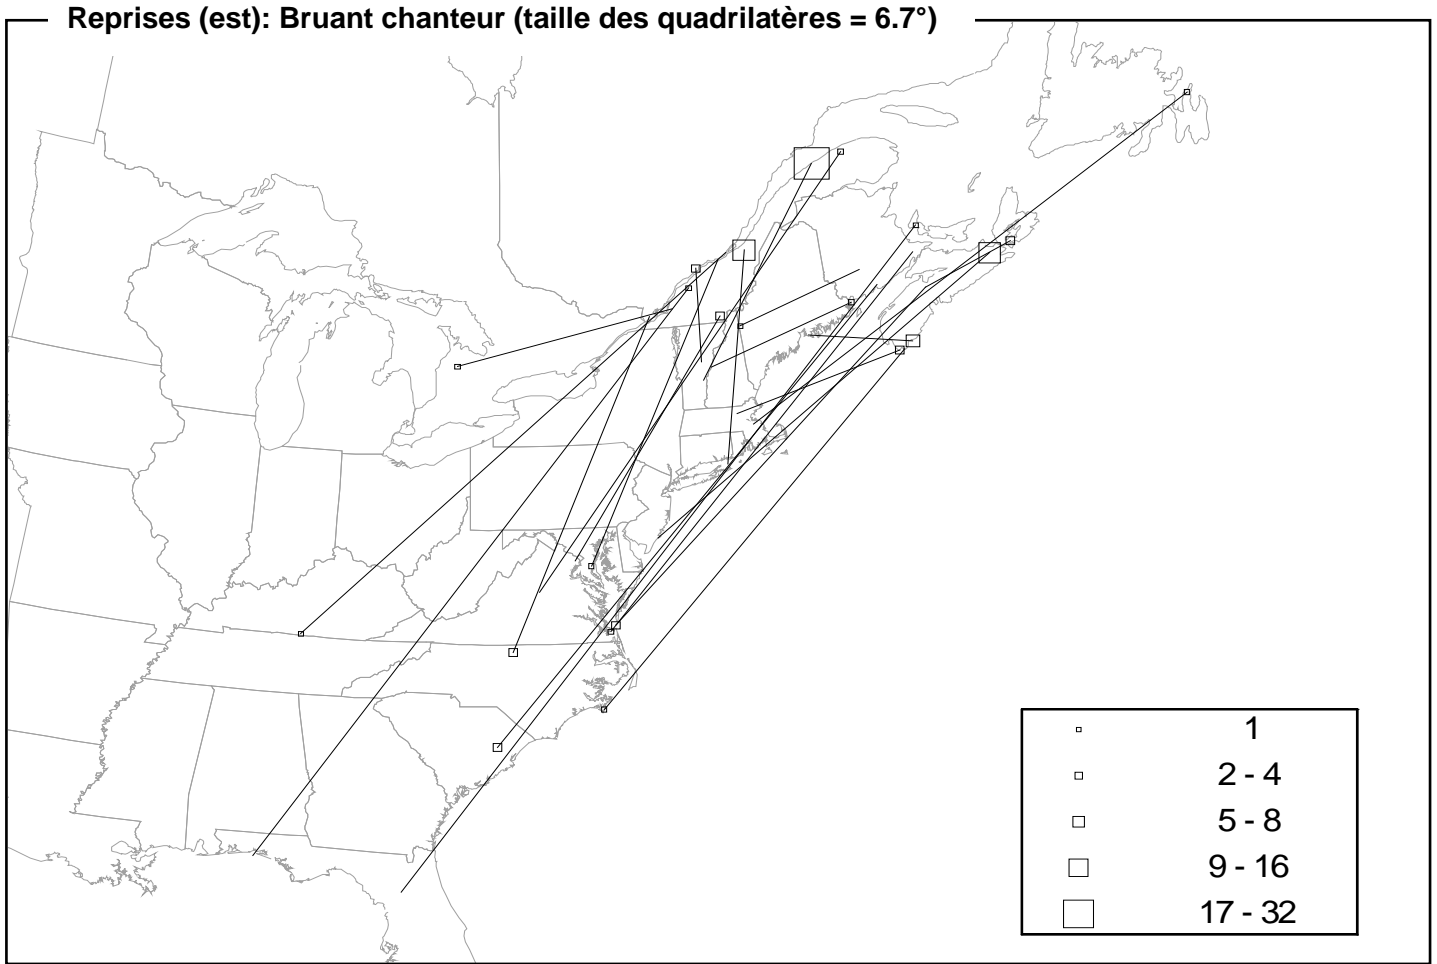 Reprises (est): Bruant chanteur (taille des quadrilatères = 6.7°)
1
2 - 4
5 - 8
9 - 16
17 - 32